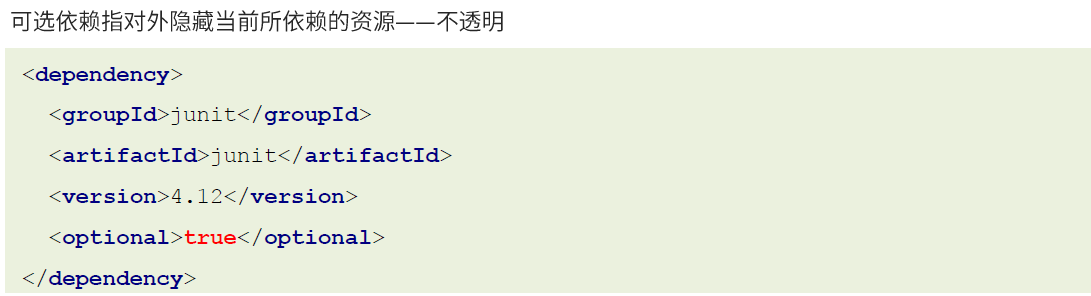 可选依赖指对外隐藏当前所依赖的资源——不透明
<dependency>
<groupId>junit</groupId>
<artifactId>junit</artifactId>
<version>4.12</version>
<optional>true</optional>
</dependency>